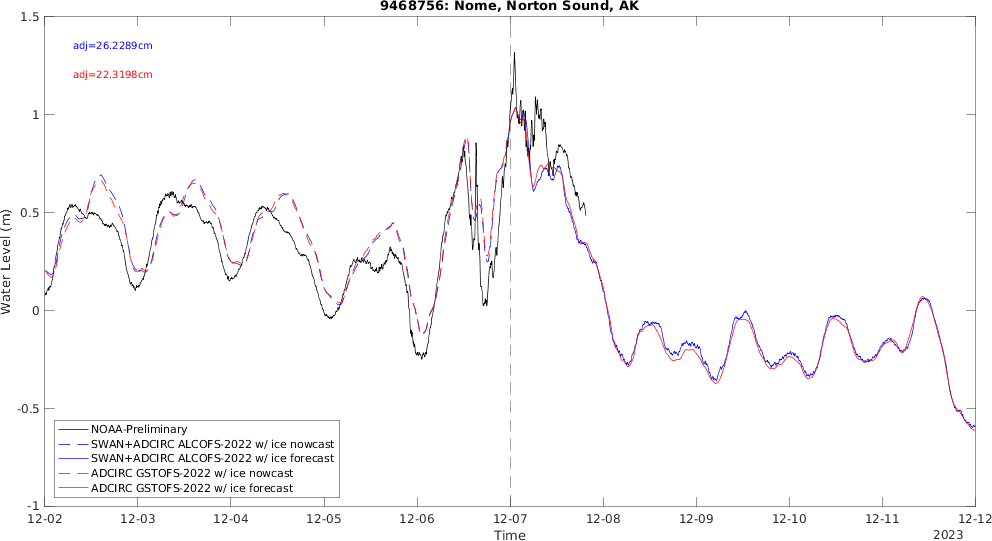 9468756: Nome, Norton Sound, AK
adj=26.2289cm
adj=22.3198cm
Water Level (m)
1.5
1
0.5
0
-0.5
-1
NOAA-Preliminary
SWAN+ADCIRC ALCOFS-2022 w/ ice nowcast
SWAN+ADCIRC ALCOFS-2022 w/ ice forecast
ADCIRC GSTOFS-2022 w/ ice nowcast
ADCIRC GSTOFS-2022 w/ ice forecast
12-02 12-03 12-04 12-05 12-06 12-07 12-08 12-09 12-10 12-11 12-12
Time
2023